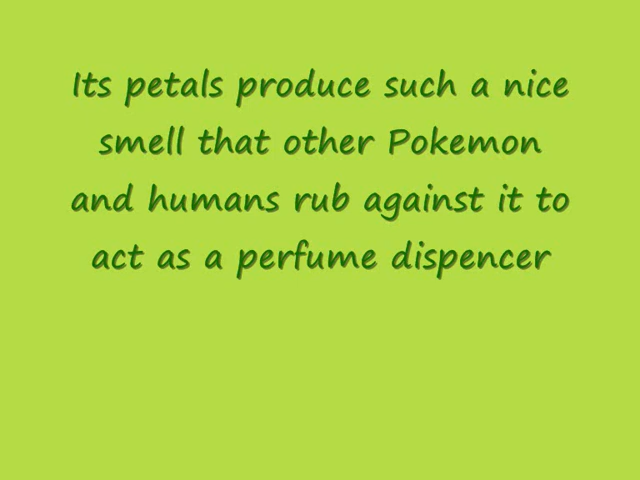 Its petals produce such a nice
smell that other Pokemon
and humans rub against it to
act as a perfume dispencer